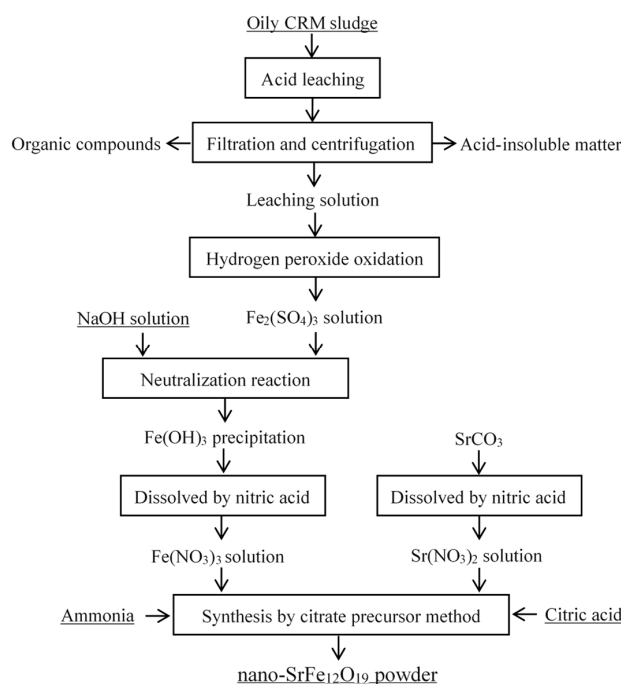 Oily CRM sludge
Acid leaching
Organic compounds
Filtration and centrifugation
Acid-insoluble matter
Leaching solution
Hydrogen peroxide oxidation
NaOH solution
Fe₂(SO₄)₃ solution
Neutralization reaction
Fe(OH)₃ precipitation
SrCO₃
Dissolved by nitric acid
Dissolved by nitric acid
Fe(NO₃)₃ solution
Sr(NO₃)₂ solution
Ammonia
Synthesis by citrate precursor method
Citric acid
nano-SrFe₁₂O₁₉ powder